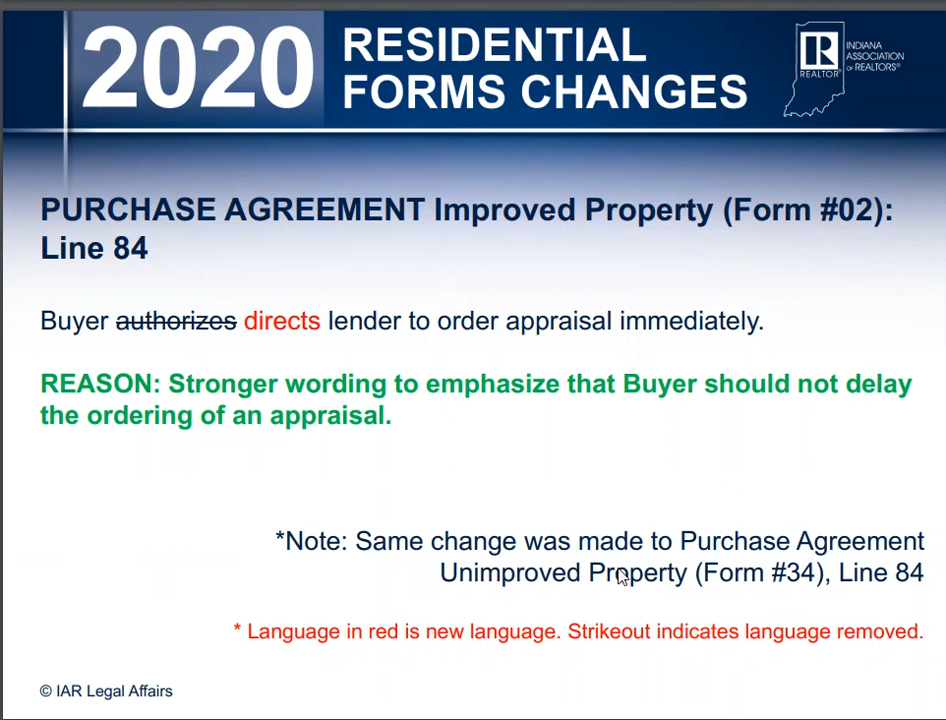 2020
RESIDENTIAL
FORMS CHANGES
REALTOR®
INDIANA
ASSOCIATION
OF REALTORS®
PURCHASE AGREEMENT Improved Property (Form #02):
Line 84
Buyer authorizes directs lender to order appraisal immediately.
REASON: Stronger wording to emphasize that Buyer should not delay
the ordering of an appraisal.
*Note: Same change was made to Purchase Agreement
Unimproved Property (Form #34), Line 84
* Language in red is new language. Strikeout indicates language removed.
© IAR Legal Affairs